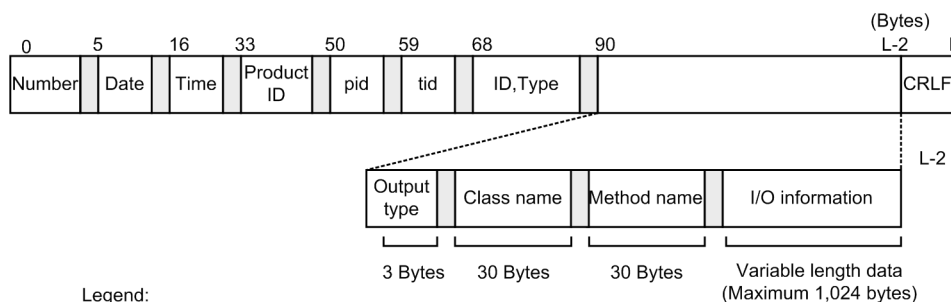 (Bytes)
0 5 16 33 50 59 68 90 L-2 L
Number Date Time Product ID pid tid ID,Type CRLF
L-2
Output type Class name Method name I/O information
3 Bytes 30 Bytes 30 Bytes Variable length data
(Maximum 1,024 bytes)
Legend: